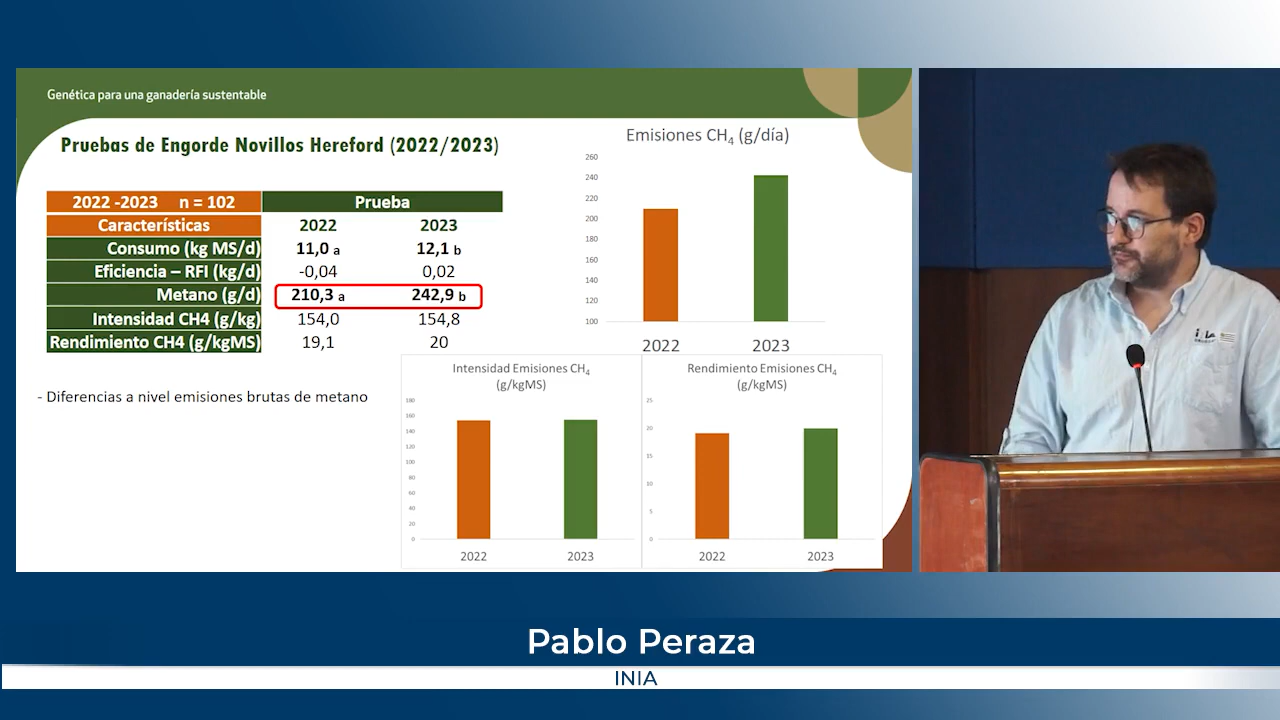 Genética para una ganadería sustentable
Pruebas de Engorde Novillos Hereford (2022/2023)
2022 -2023 n = 102 Prueba
Características 2022 2023
Consumo (kg MS/d) 11,0 a 12,1 b
Eficiencia – RFI (kg/d) -0,04 0,02
Metano (g/d) 210,3 a 242,9 b
Intensidad CH4 (g/kg) 154,0 154,8
Rendimiento CH4 (g/kgMS) 19,1 20
- Diferencias a nivel emisiones brutas de metano
Emisiones CH4 (g/día)
260
240
220
200
180
160
140
120
100
2022 2023
Intensidad Emisiones CH4
(g/kgMS)
180
160
140
120
100
80
60
40
20
0
2022 2023
Rendimiento Emisiones CH4
(g/kgMS)
25
20
15
10
5
0
2022 2023
Pablo Peraza
INIA